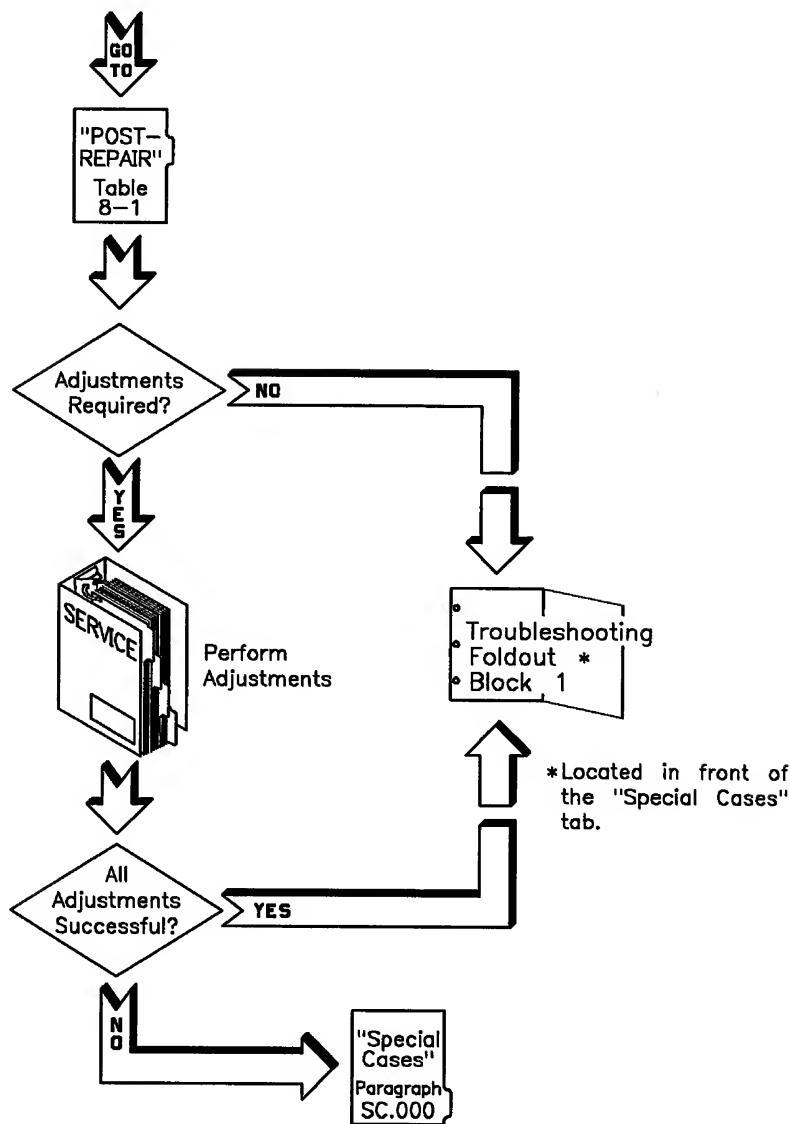 GO
TO
"POST–
REPAIR"
Table
8–1
Adjustments
Required?
NO
YES
SERVICE
Perform
Adjustments
Troubleshooting
Foldout *
Block 1
*Located in front of
the "Special Cases"
tab.
All
Adjustments
Successful?
YES
NO
"Special
Cases"
Paragraph
SC.000